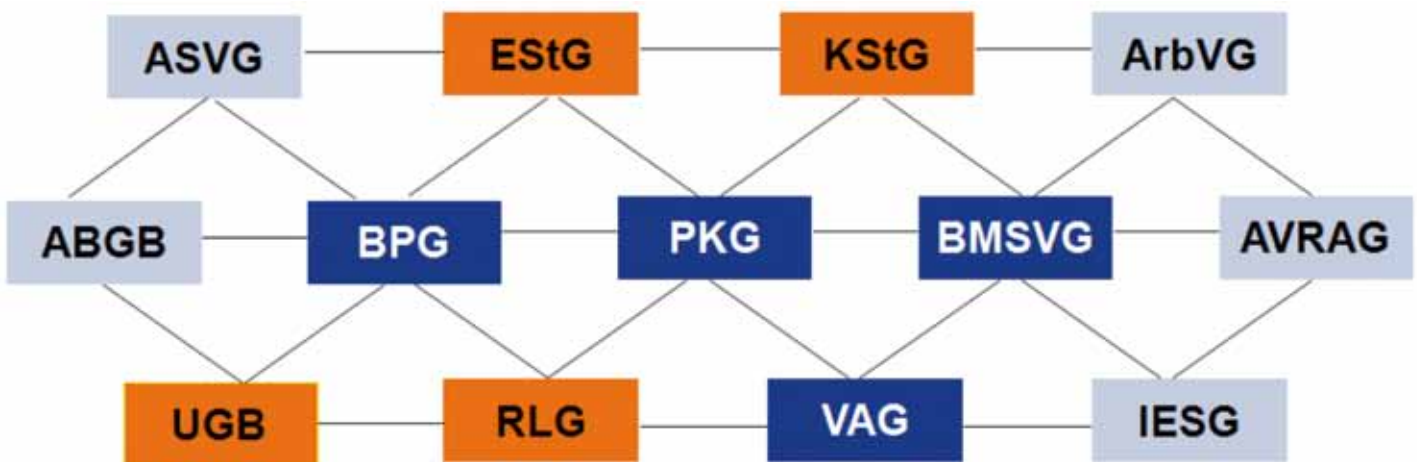 ASVG EStG KStG ArbVG
ABGB BPG PKG BMSVG AVRAG
UGB RLG VAG IESG